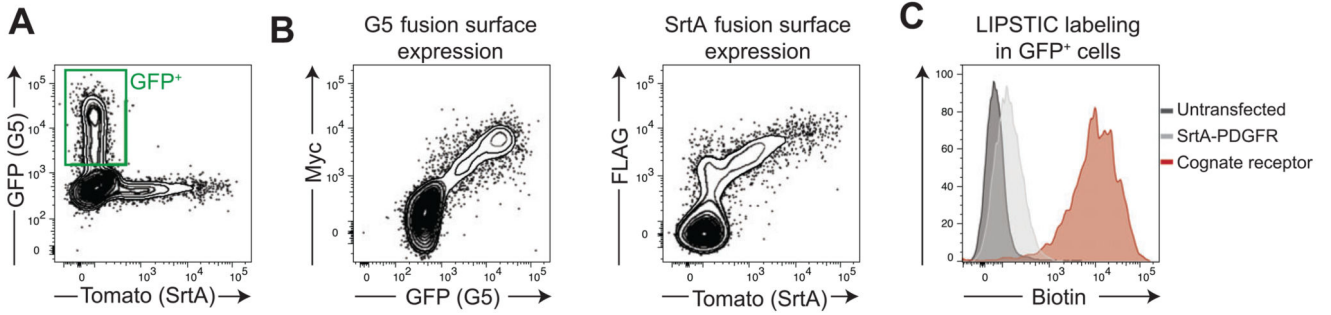 A
GFP (G5)
10⁵
10⁴
10³
10²
0
GFP⁺
0
10³
10⁴
10⁵
Tomato (SrtA)
B
G5 fusion surface
expression
Myc
10⁵
10⁴
10³
0
0
10²
10³
10⁴
10⁵
GFP (G5)
SrtA fusion surface
expression
FLAG
10⁵
10⁴
10³
0
0
10³
10⁴
10⁵
Tomato (SrtA)
C
LIPSTIC labeling
in GFP⁺ cells
100
80
60
40
20
0
0
10³
10⁴
10⁵
Biotin
Untransfected
SrtA-PDGFR
Cognate receptor